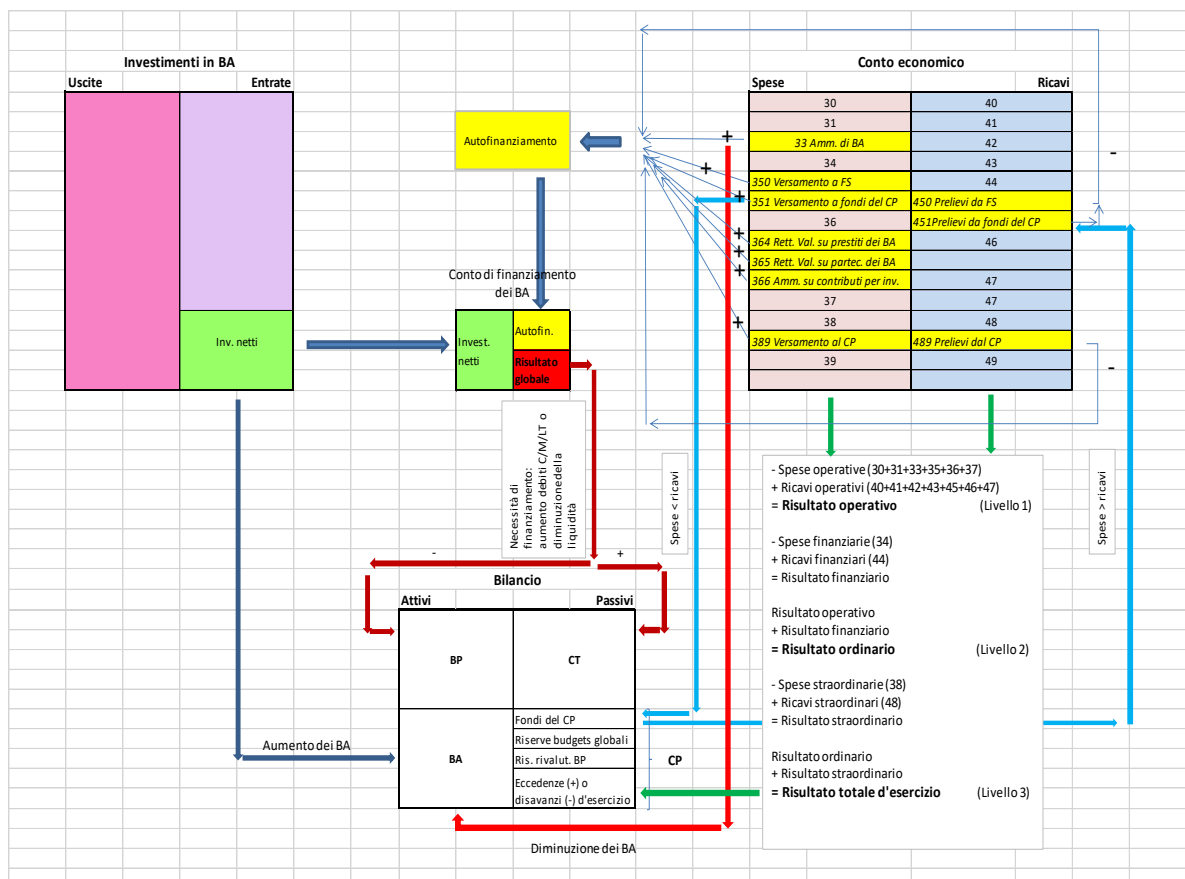 Investimenti in BA
Uscite
Entrate
Inv. netti
Autofinanziamento
Conto di finanziamento
dei BA
Invest.
netti
Autofin.
Risultato
globale
Conto economico
Spese
Ricavi
30
40
31
41
33 Amm. di BA
42
34
43
350 Versamento a FS
44
351 Versamento a fondi del CP
450 Prelievi da FS
36
451Prelievi da fondi del CP
364 Rett. Val. su prestiti dei BA
46
365 Rett. Val. su partec. dei BA
366 Amm. su contributi per inv.
47
37
47
38
48
389 Versamento al CP
489 Prelievi dal CP
39
49
+
+
+
+
+
+
+
-
-
Necessità di
finanziamento:
aumento debiti C/M/LT o
diminuzione della
liquidità
Spese < ricavi
Spese > ricavi
- Spese operative (30+31+33+35+36+37)
+ Ricavi operativi (40+41+42+43+45+46+47)
= Risultato operativo (Livello 1)
- Spese finanziarie (34)
+ Ricavi finanziari (44)
= Risultato finanziario
Risultato operativo
+ Risultato finanziario
= Risultato ordinario (Livello 2)
- Spese straordinarie (38)
+ Ricavi straordinari (48)
= Risultato straordinario
Risultato ordinario
+ Risultato straordinario
= Risultato totale d'esercizio (Livello 3)
-
+
Bilancio
Attivi
Passivi
BP
CT
BA
Fondi del CP
Riserve budgets globali
Ris. rivalut. BP
Eccedenze (+) o
disavanzi (-) d'esercizio
CP
Aumento dei BA
Diminuzione dei BA